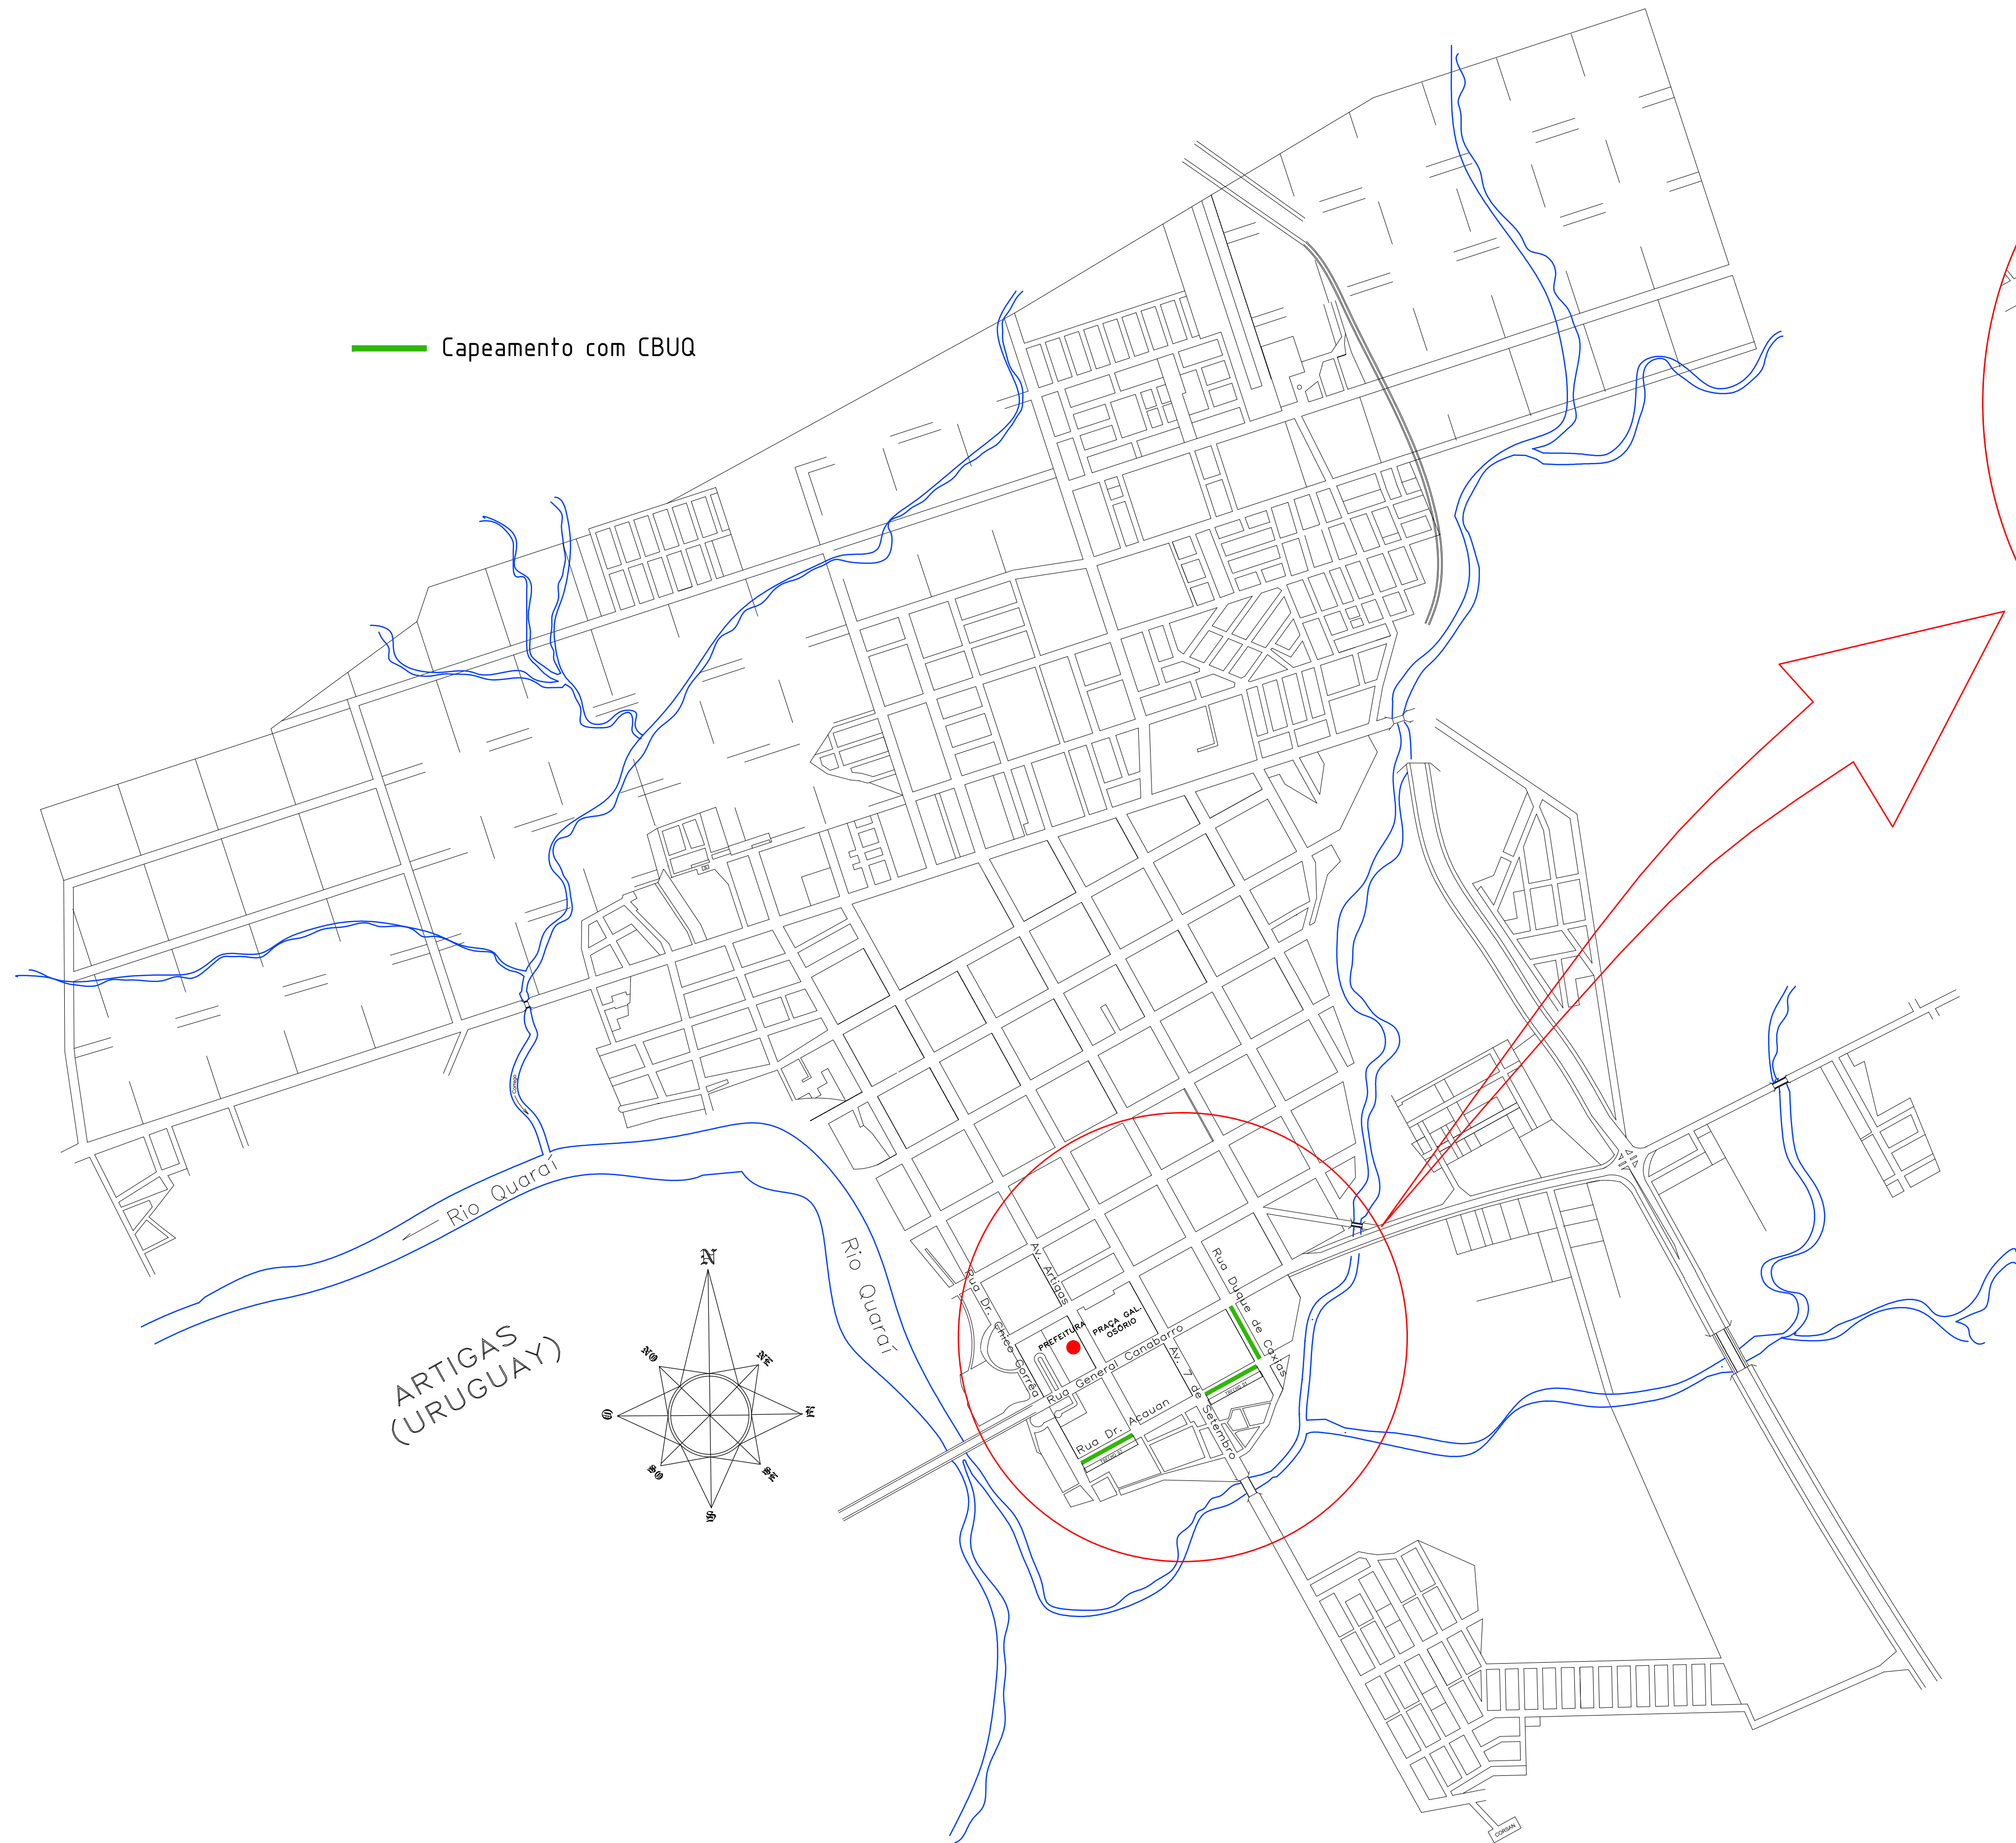 Capeamento com CBUQ
Rio Quaraí
Rio Quaraí
ARTIGAS
(URUGUAY)
N
NO
NE
O
E
SO
SE
S
Av. Artigas
Rua Dr. Chico Corrêa
Rua Duque de Caxias
PREFEITURA
PRAÇA GAL.
OSÓRIO
Rua General Canabarro
Av. 7 de Setembro
Rua Dr. Acauan
CORSAN